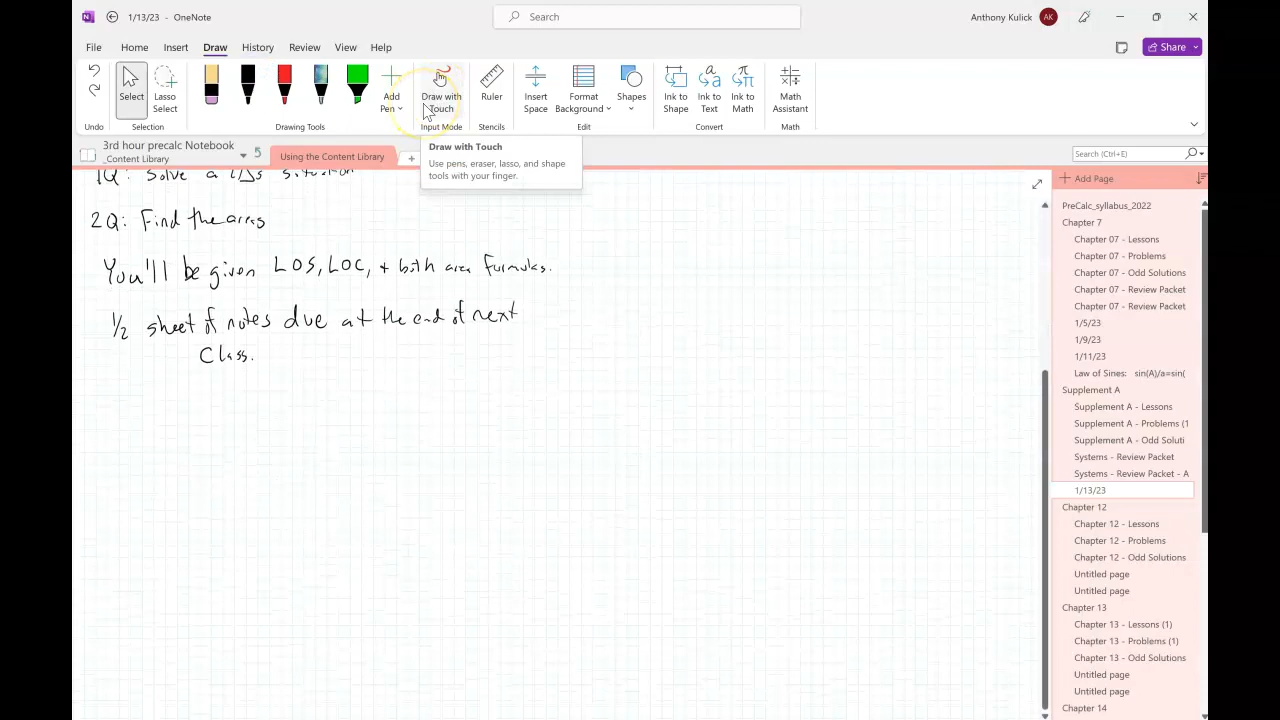 1/13/23 - OneNote
Search
Anthony Kulick
AK
File Home Insert Draw History Review View Help
Share
Undo
Select
Lasso Select
Add Pen
Draw with Touch
Ruler
Insert Space
Format Background
Shapes
Ink to Shape
Ink to Text
Ink to Math
Math Assistant
Selection
Drawing Tools
Input Mode
Stencils
Edit
Convert
Math
3rd hour precalc Notebook
_Content Library
Using the Content Library
Search (Ctrl+E)
Draw with Touch
Use pens, eraser, lasso, and shape
tools with your finger.
1Q: Solve a situation
2Q: Find the areas
You'll be given LOS, LOC, + both area formulas.
1/2 sheet of notes due at the end of next
Class.
Add Page
PreCalc_syllabus_2022
Chapter 7
Chapter 07 - Lessons
Chapter 07 - Problems
Chapter 07 - Odd Solutions
Chapter 07 - Review Packet
Chapter 07 - Review Packet
1/5/23
1/9/23
1/11/23
Law of Sines: sin(A)/a=sin(
Supplement A
Supplement A - Lessons
Supplement A - Problems (1
Supplement A - Odd Soluti
Systems - Review Packet
Systems - Review Packet - A
1/13/23
Chapter 12
Chapter 12 - Lessons
Chapter 12 - Problems
Chapter 12 - Odd Solutions
Untitled page
Untitled page
Chapter 13
Chapter 13 - Lessons (1)
Chapter 13 - Problems (1)
Chapter 13 - Odd Solutions
Untitled page
Untitled page
Chapter 14